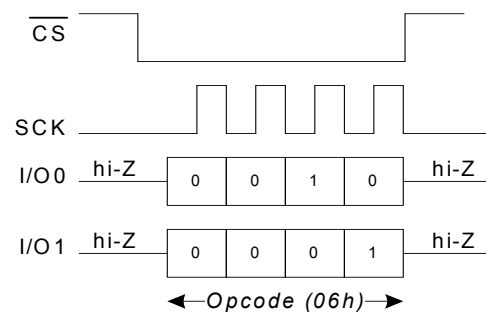 CS
SCK
I/O0 hi-Z 0 0 1 0 hi-Z
I/O1 hi-Z 0 0 0 1 hi-Z
Opcode (06h)